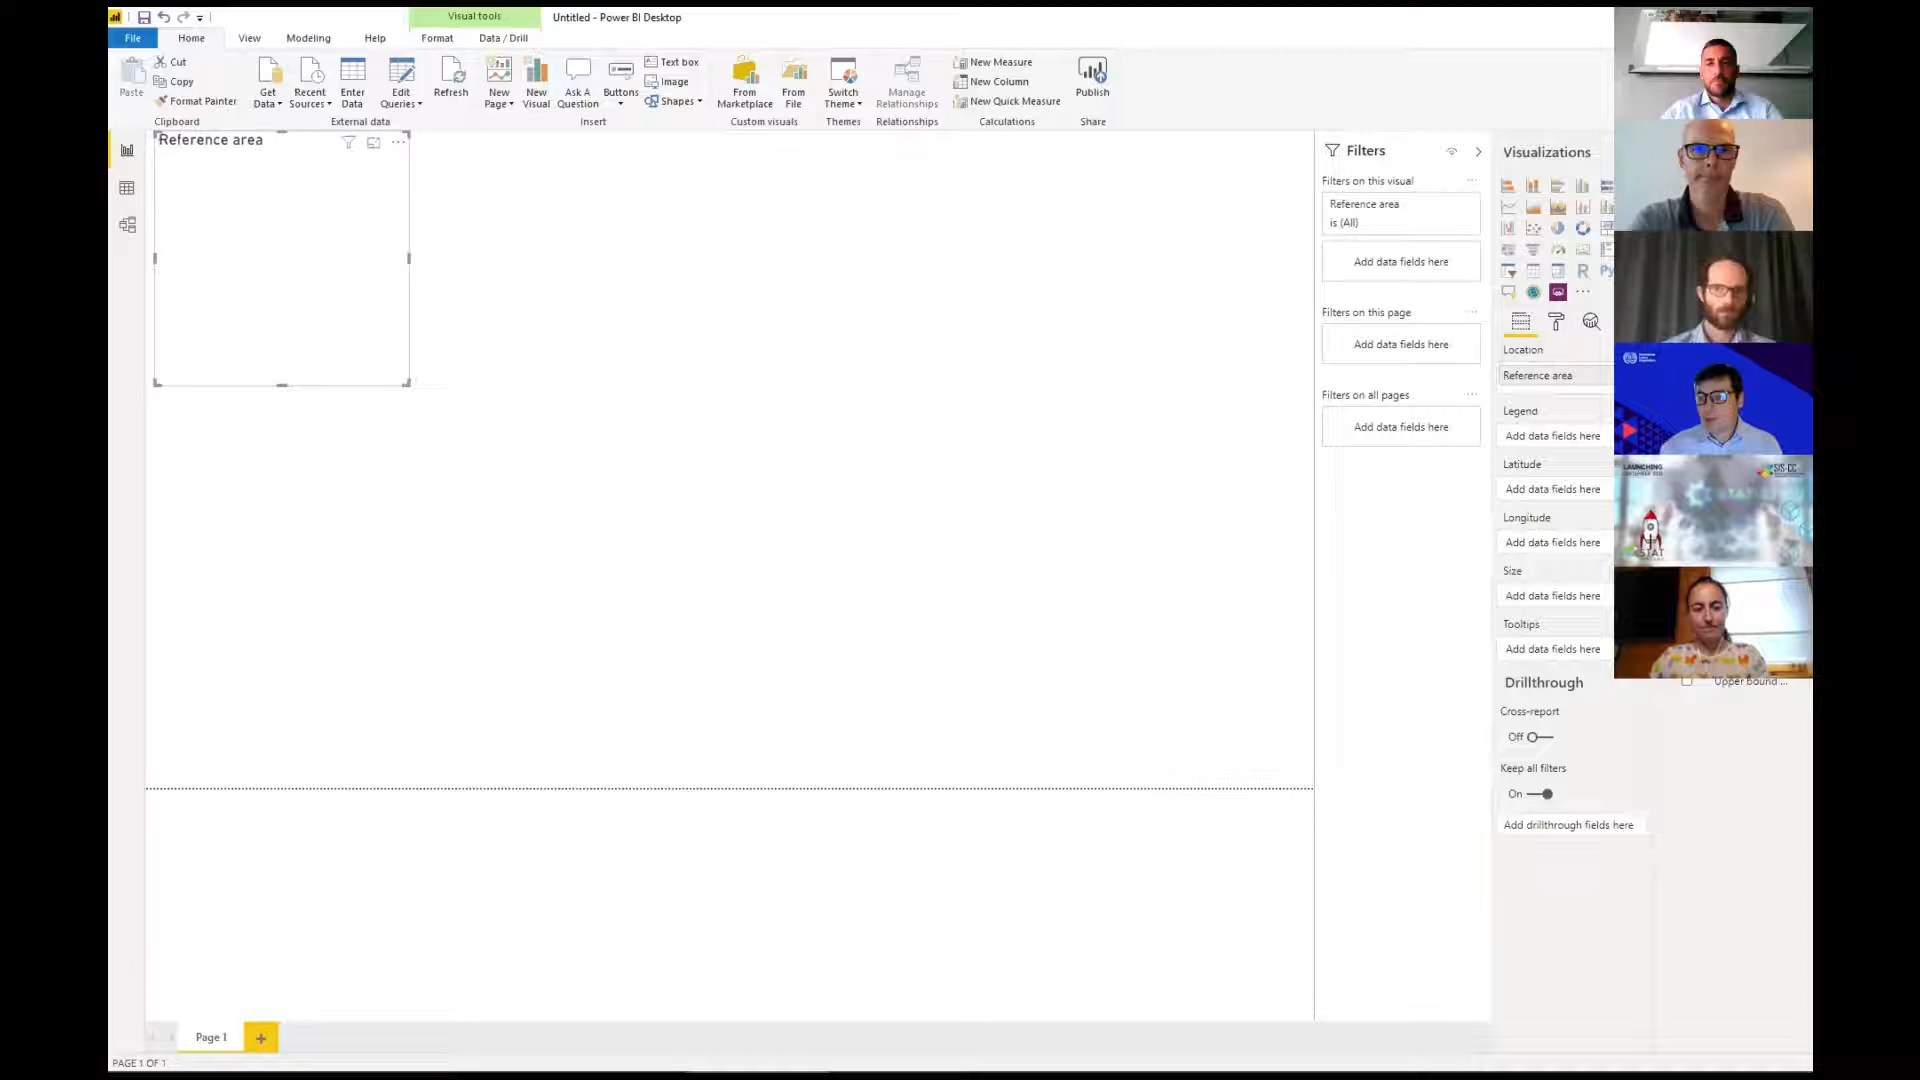 Visual tools
Untitled - Power BI Desktop
File
Home
View
Modeling
Help
Format
Data / Drill
Paste
Cut
Copy
Format Painter
Clipboard
Get Data
Recent Sources
Enter Data
Edit Queries
Refresh
External data
New Page
New Visual
Ask A Question
Buttons
Text box
Image
Shapes
Insert
From Marketplace
From File
Custom visuals
Switch Theme
Themes
Manage Relationships
Relationships
New Measure
New Column
New Quick Measure
Calculations
Publish
Share
Reference area
Filters
Filters on this visual
Reference area
is (All)
Add data fields here
Filters on this page
Add data fields here
Filters on all pages
Add data fields here
Visualizations
R
Py
Location
Reference area
Legend
Add data fields here
Latitude
Add data fields here
Longitude
Add data fields here
Size
Add data fields here
Tooltips
Add data fields here
Drillthrough
Cross-report
Off
Keep all filters
On
Add drillthrough fields here
Upper bound ...
LAUNCHING
SIS-CC
STAT
Page 1
PAGE 1 OF 1